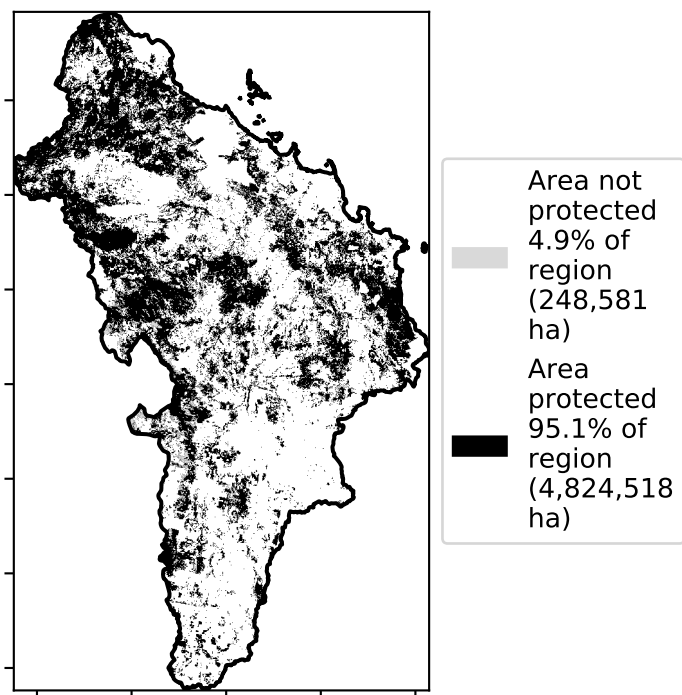 Area not
protected
4.9% of
region
(248,581
ha)
Area
protected
95.1% of
region
(4,824,518
ha)